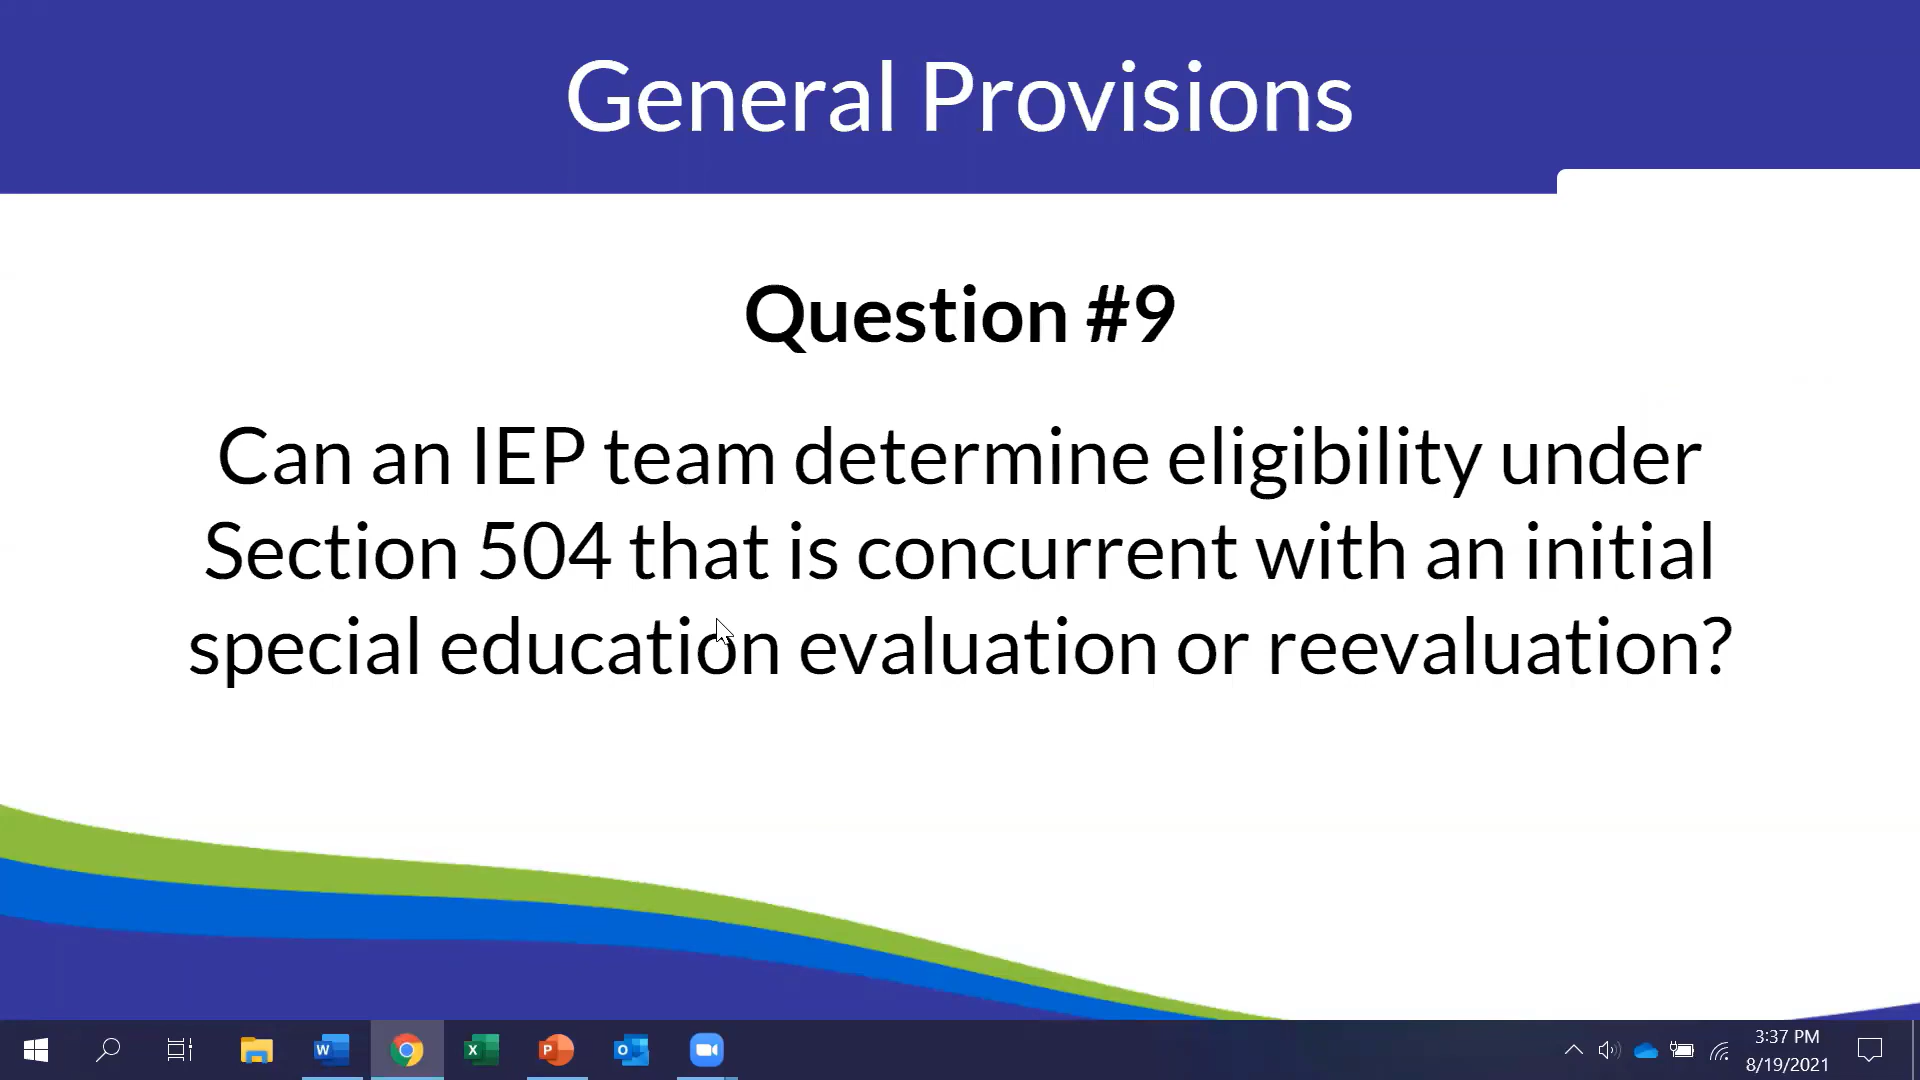 General Provisions
Question #9
Can an IEP team determine eligibility under
Section 504 that is concurrent with an initial
special education evaluation or reevaluation?
W
X
P
O
3:37 PM
8/19/2021